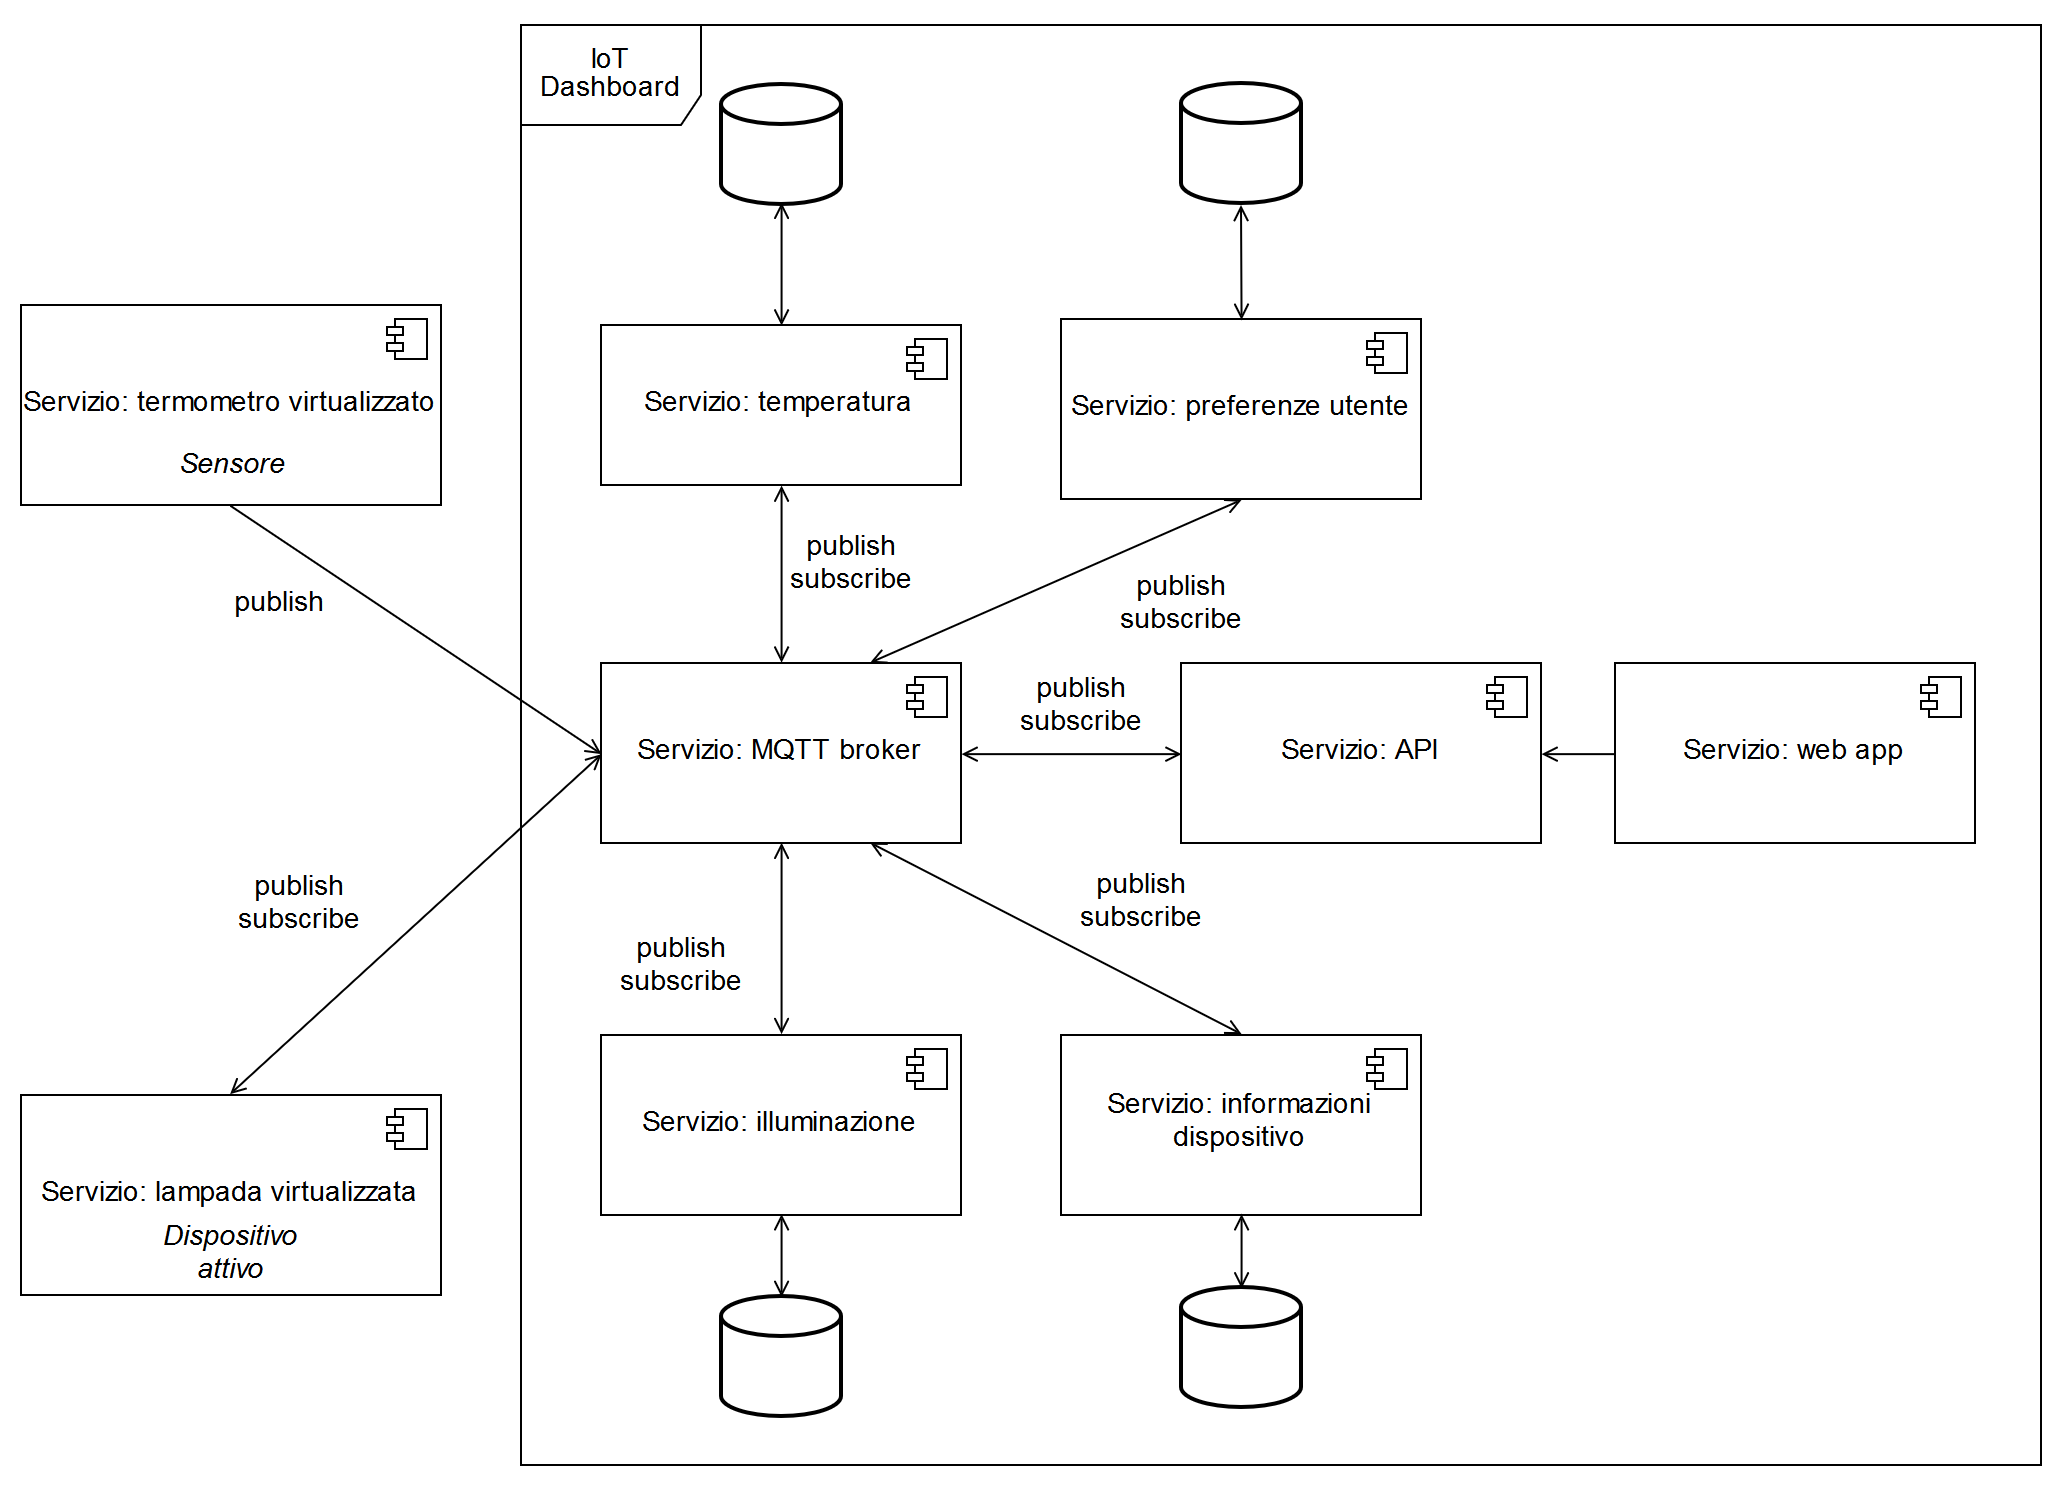 IoT
Dashboard
Servizio: termometro virtualizzato
Sensore
Servizio: temperatura
Servizio: preferenze utente
publish
subscribe
publish
publish
subscribe
publish
subscribe
Servizio: MQTT broker
Servizio: API
Servizio: web app
publish
subscribe
publish
subscribe
publish
subscribe
Servizio: illuminazione
Servizio: informazioni
dispositivo
Servizio: lampada virtualizzata
Dispositivo
attivo